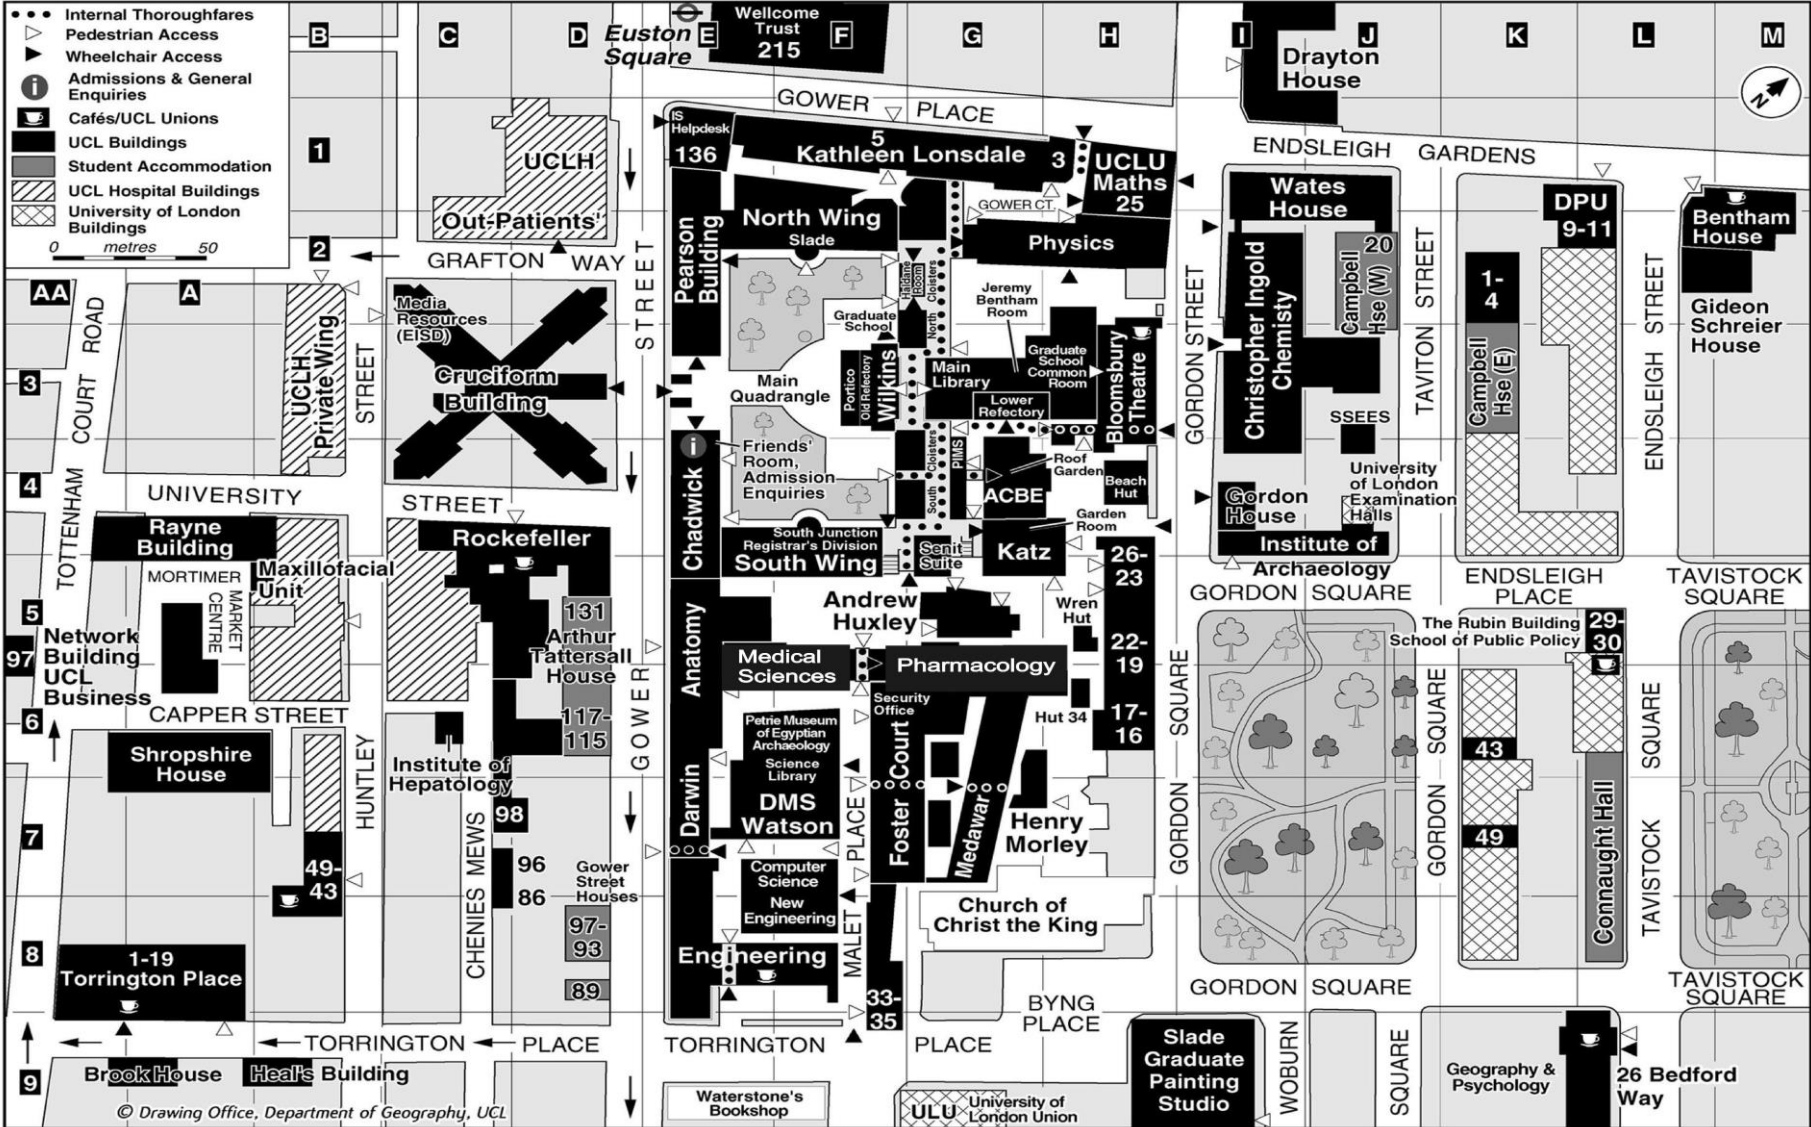 Internal Thoroughfares
Pedestrian Access
Wheelchair Access
i
Admissions & General
Enquiries
Cafés/UCL Unions
UCL Buildings
Student Accommodation
UCL Hospital Buildings
University of London
Buildings
0 metres 50
B
C
D
E
F
G
H
I
J
K
L
M
AA
A
1
2
3
4
5
6
7
8
9
N
Euston
Square
Wellcome
Trust
215
Drayton
House
GOWER PLACE
ENDSLEIGH GARDENS
UCLH
Out-Patients'
IS
Helpdesk
136
5
Kathleen Lonsdale
3
UCLU
Maths
25
Wates
House
DPU
9-11
Bentham
House
GRAFTON WAY
Pearson
Building
North Wing
Slade
GOWER CT.
Physics
20
Campbell
Hse (W)
1-
4
Gideon
Schreier
House
TOTTENHAM COURT ROAD
UCLH
Private Wing
HUNTLEY STREET
Media
Resources
(EISD)
Cruciform
Building
GOWER STREET
Haldane
Room
North Cloisters
Graduate
School
Jeremy
Bentham
Room
Main
Quadrangle
Portico
Old Refectory
Wilkins
Main
Library
Graduate
School
Common
Room
Lower
Refectory
Bloomsbury
Theatre
GORDON STREET
Christopher Ingold
Chemisty
TAVITON STREET
Campbell
Hse (E)
ENDSLEIGH STREET
SSEES
i
Friends'
Room,
Admission
Enquiries
Chadwick
South Cloisters
PIMS
ACBE
Roof
Garden
Beach
Hut
Gordon
House
University
of London
Examination
Halls
Institute of
Archaeology
UNIVERSITY STREET
Rayne
Building
Maxillofacial
Unit
MORTIMER
MARKET
CENTRE
Rockefeller
South Junction
Registrar's Division
South Wing
Senit
Suite
Katz
Garden
Room
26-
23
GORDON SQUARE
ENDSLEIGH
PLACE
TAVISTOCK
SQUARE
97
Network
Building
UCL
Business
131
Arthur
Tattersall
House
117-
115
Anatomy
Andrew
Huxley
Wren
Hut
22-
19
Medical
Sciences
Pharmacology
The Rubin Building
School of Public Policy
29-
30
CAPPER STREET
Shropshire
House
Institute of
Hepatology
Petrie Museum
of Egyptian
Archaeology
Science
Library
DMS
Watson
Security
Office
Foster Court
Medawar
Hut 34
17-
16
GORDON SQUARE
GORDON SQUARE
43
49
Connaught Hall
TAVISTOCK SQUARE
Darwin
Henry
Morley
98
96
86
CHENIES MEWS
49-
43
Gower
Street
Houses
97-
93
89
Computer
Science
New
Engineering
Engineering
MALET PLACE
Church of
Christ the King
33-
35
1-19
Torrington Place
BYNG
PLACE
GORDON SQUARE
TAVISTOCK
SQUARE
TORRINGTON PLACE
TORRINGTON PLACE
Brook House
Heal's Building
Waterstone's
Bookshop
ULU
University of
London Union
Slade
Graduate
Painting
Studio
WOBURN SQUARE
Geography &
Psychology
26 Bedford
Way
© Drawing Office, Department of Geography, UCL